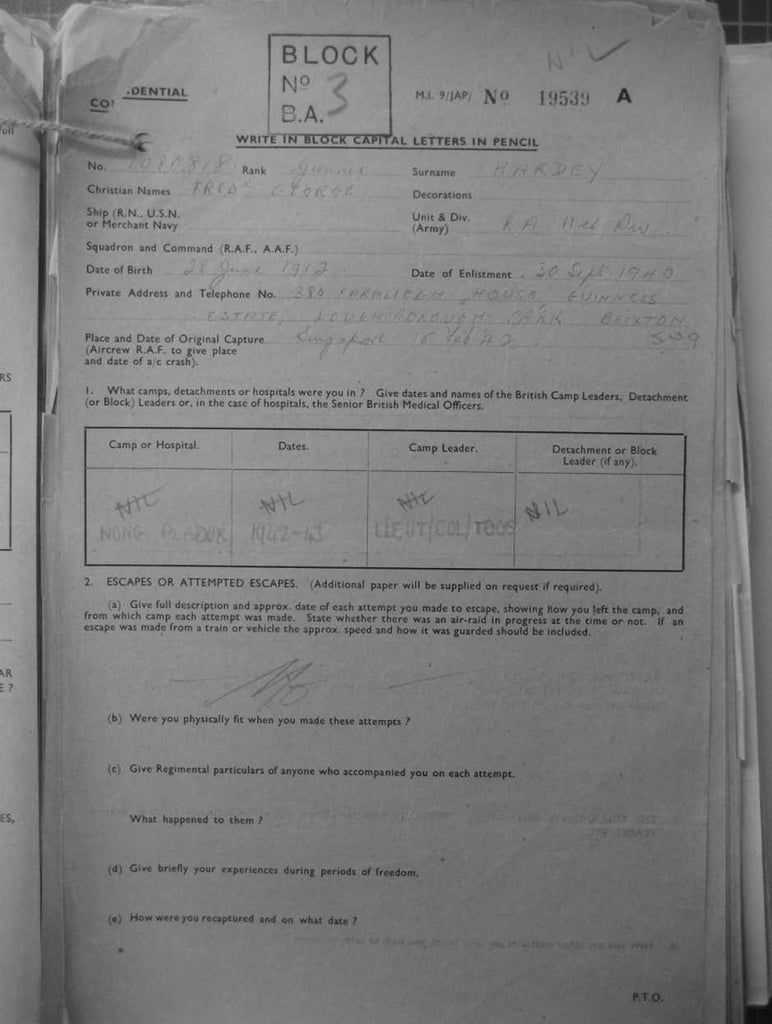 NIL ✓
BLOCK
Nº 3
B.A.
CO DENTIAL
M.I. 9/JAP/ Nº 19539 A
WRITE IN BLOCK CAPITAL LETTERS IN PENCIL
No. Rank Gunner Surname HARDEY
Christian Names FREDK GEORGE Decorations
Ship (R.N., U.S.N. or Merchant Navy Unit & Div. (Army) R A Div
Squadron and Command (R.A.F., A.A.F.)
Date of Birth 28 June 1912 Date of Enlistment 30 Sept 1940
Private Address and Telephone No. 380 HOUSE, GUINNESS
ESTATE, LOUGHBOROUGH PARK BRIXTON
SW9
Place and Date of Original Capture Singapore 15 Feb 42
(Aircrew R.A.F. to give place
and date of a/c crash).
1. What camps, detachments or hospitals were you in ? Give dates and names of the British Camp Leaders, Detachment
(or Block) Leaders or, in the case of hospitals, the Senior British Medical Officers.
Camp or Hospital. Dates. Camp Leader. Detachment or Block
Leader (if any).
NIL NIL NIL NIL
NONG PLADUK 1942-43 LIEUT/COL/TOOS
2. ESCAPES OR ATTEMPTED ESCAPES. (Additional paper will be supplied on request if required).
(a) Give full description and approx. date of each attempt you made to escape, showing how you left the camp, and
from which camp each attempt was made. State whether there was an air-raid in progress at the time or not. If an
escape was made from a train or vehicle the approx. speed and how it was guarded should be included.
(b) Were you physically fit when you made these attempts ?
(c) Give Regimental particulars of anyone who accompanied you on each attempt.
What happened to them ?
(d) Give briefly your experiences during periods of freedom.
(e) How were you recaptured and on what date ?
P.T.O.